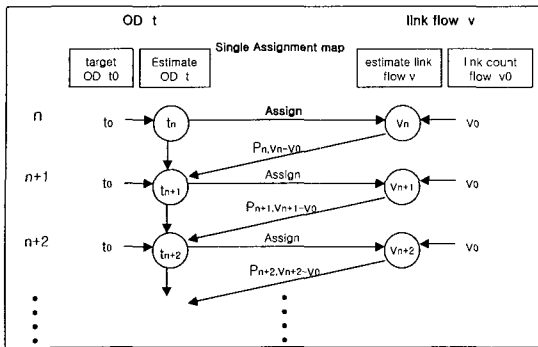 OD t
link flow v
Single Assignment map
target
OD t0
Estimate
OD t
estimate link
flow v
link count
flow v0
n
t0
tn
Assign
vn
v0
Pn,vn-v0
n+1
t0
tn+1
Assign
vn+1
v0
Pn+1,vn+1-v0
n+2
t0
tn+2
Assign
vn+2
v0
Pn+2,vn+2-v0